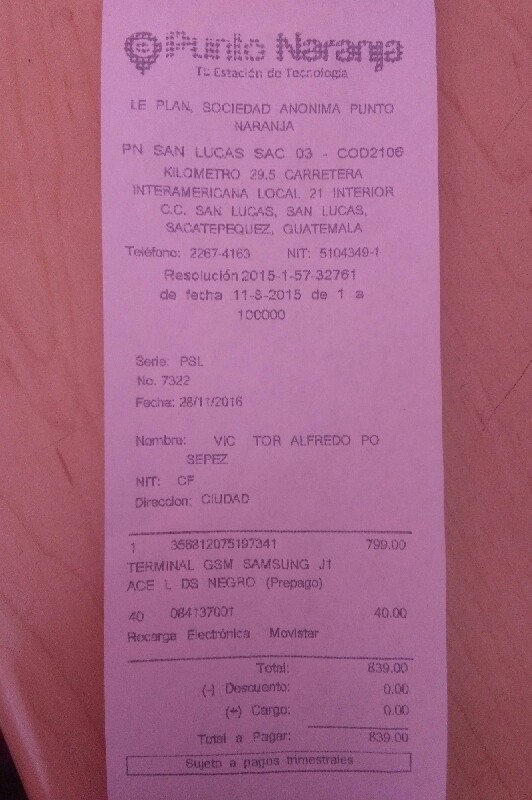 Punto Naranja
Tu Estación de Tecnología
LE PLAN, SOCIEDAD ANONIMA PUNTO
NARANJA
PN SAN LUCAS SAC 03 - COD2106
KILOMETRO 29.5 CARRETERA
INTERAMERICANA LOCAL 21 INTERIOR
C.C. SAN LUCAS, SAN LUCAS,
SACATEPEQUEZ, GUATEMALA
Teléfono: 2267-4163 NIT: 5104349-1
Resolución 2015-1-57-32761
de fecha 11-8-2015 de 1 a
100000
Serie: PSL
No. 7322
Fecha: 28/11/2016
Nombre: VIC TOR ALFREDO PO
SEPEZ
NIT: CF
Direccion: CIUDAD
1 356812075197341 799.00
TERMINAL GSM SAMSUNG J1
ACE L DS NEGRO (Prepago)
40 084137001 40.00
Recarga Electrónica Movistar
Total: 839.00
(-) Descuento: 0.00
(+) Cargo: 0.00
Total a Pagar: 839.00
Sujeto a pagos trimestrales